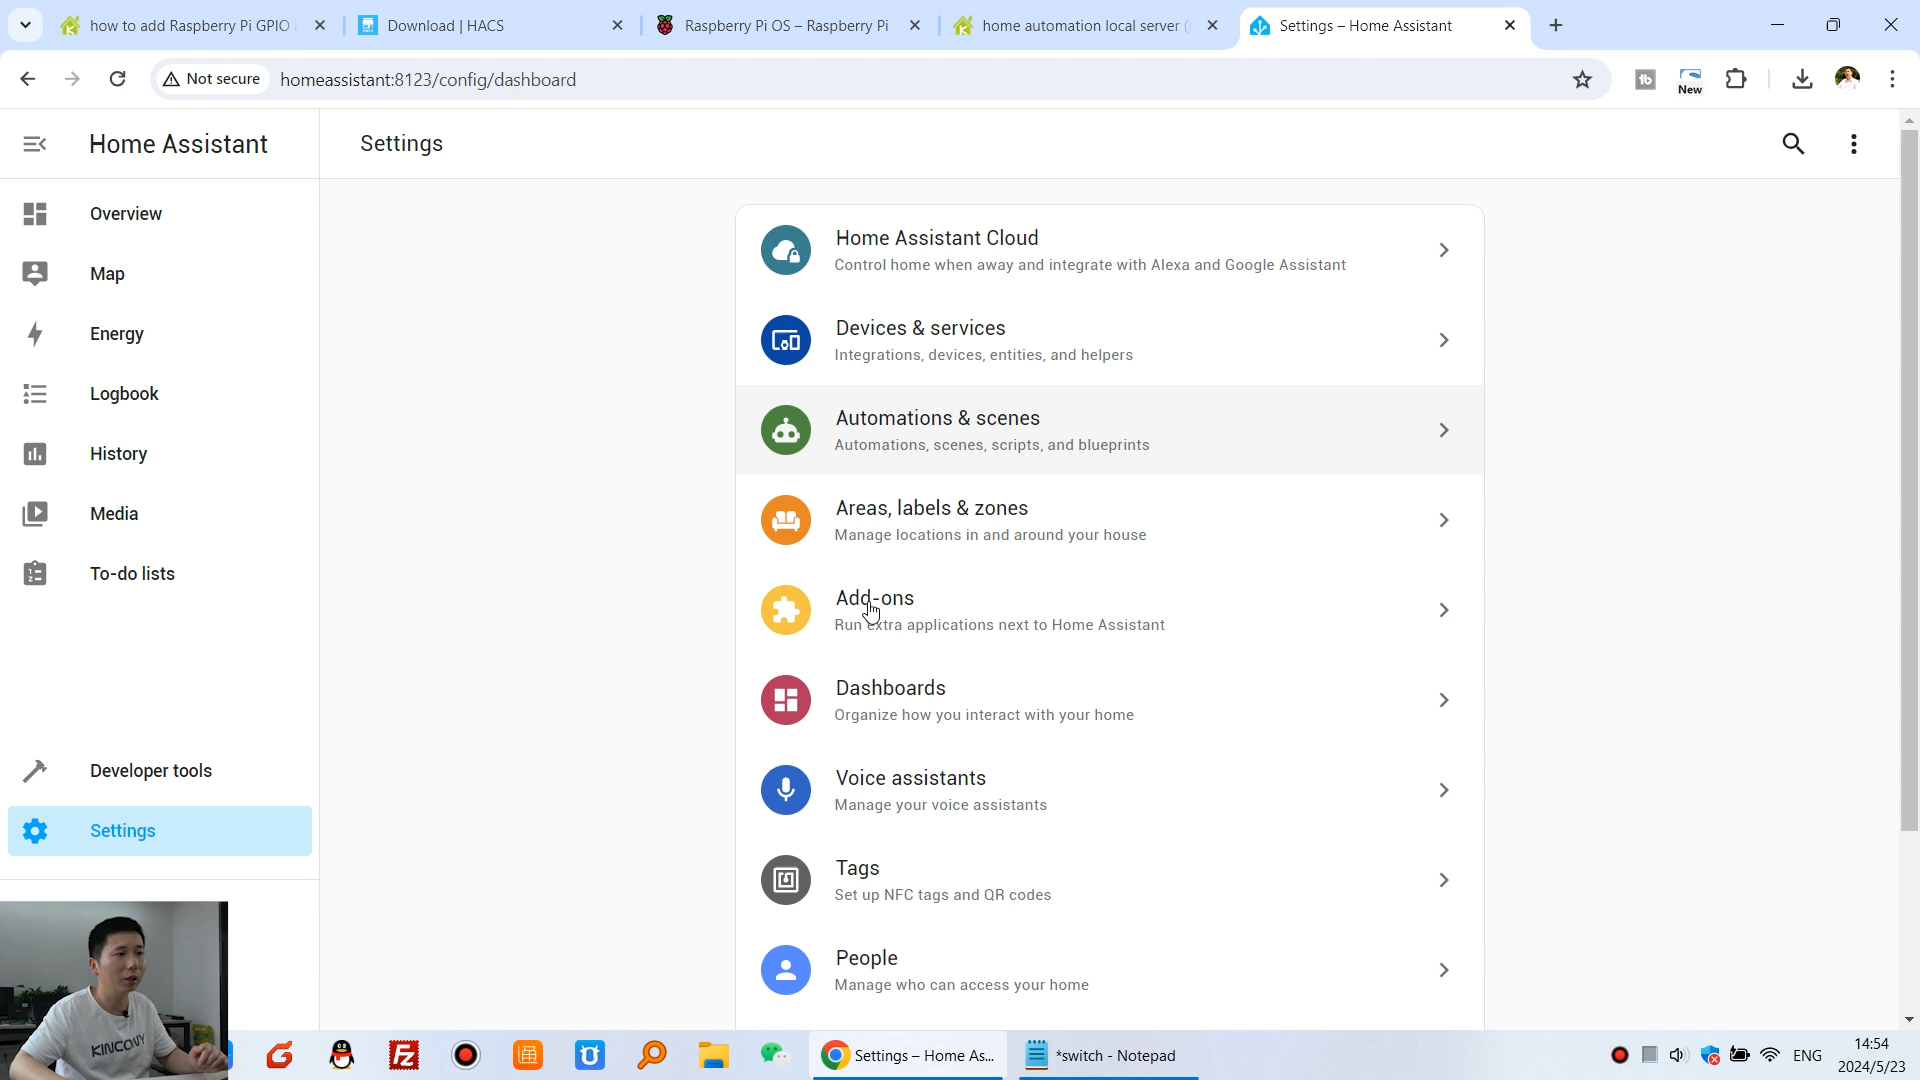 how to add Raspberry Pi GPIO
Download | HACS
Raspberry Pi OS – Raspberry Pi
home automation local server (
Settings – Home Assistant
Not secure
homeassistant:8123/config/dashboard
New
Home Assistant
Settings
Overview
Map
Energy
Logbook
History
Media
To-do lists
Developer tools
Settings
Home Assistant Cloud
Control home when away and integrate with Alexa and Google Assistant
Devices & services
Integrations, devices, entities, and helpers
Automations & scenes
Automations, scenes, scripts, and blueprints
Areas, labels & zones
Manage locations in and around your house
Add-ons
Run extra applications next to Home Assistant
Dashboards
Organize how you interact with your home
Voice assistants
Manage your voice assistants
Tags
Set up NFC tags and QR codes
People
Manage who can access your home
KINCONY
Settings – Home As...
*switch - Notepad
ENG
14:54
2024/5/23